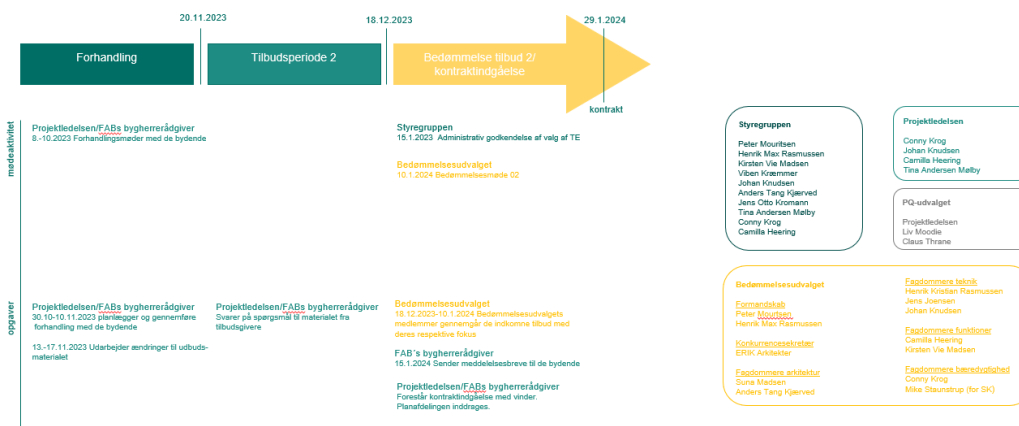 20.11.2023
18.12.2023
29.1.2024
Forhandling
Tilbudsperiode 2
Bedømmelse tilbud 2/
kontraktindgåelse
kontrakt
mødeaktivitet
Projektledelsen/FABs bygherrerådgiver
8.-10.2023 Forhandlingsmøder med de bydende
Styregruppen
15.1.2023 Administrativ godkendelse af valg af TE
Bedømmelsesudvalget
10.1.2024 Bedømmelsesmøde 02
opgaver
Projektledelsen/FABs bygherrerådgiver
30.10-10.11.2023 planlægger og gennemføre
forhandling med de bydende
13.-17.11.2023 Udarbejder ændringer til udbuds-
materialet
Projektledelsen/FABs bygherrerådgiver
Svarer på spørgsmål til materialet fra
tilbudsgivere
Bedømmelsesudvalget
18.12.2023-10.1.2024 Bedømmelsesudvalgets
medlemmer gennemgår de indkomne tilbud med
deres respektive fokus
FAB's bygherrerådgiver
15.1.2024 Sender meddelelsesbreve til de bydende
Projektledelsen/FABs bygherrerådgiver
Forestår kontraktindgåelse med vinder.
Planafdelingen inddrages.
Styregruppen
Peter Mouritsen
Henrik Max Rasmussen
Kirsten Vie Madsen
Viben Kræmmer
Johan Knudsen
Anders Tang Kjærved
Jens Otto Kromann
Tina Andersen Mølby
Conny Krog
Camilla Heering
Projektledelsen
Conny Krog
Johan Knudsen
Camilla Heering
Tina Andersen Mølby
PQ-udvalget
Projektledelsen
Liv Moodie
Claus Thrane
Bedømmelsesudvalget
Formandskab
Peter Mourtsen
Henrik Max Rasmussen
Konkurrencesekretær
ERIK Arkitekter
Fagdommere arkitektur
Suna Madsen
Anders Tang Kjærved
Fagdommere teknik
Henrik Kristian Rasmussen
Jens Joensen
Johan Knudsen
Fagdommere funktioner
Camilla Heering
Kirsten Vie Madsen
Fagdommere bæredygtighed
Conny Krog
Mike Staunstrup (for SK)